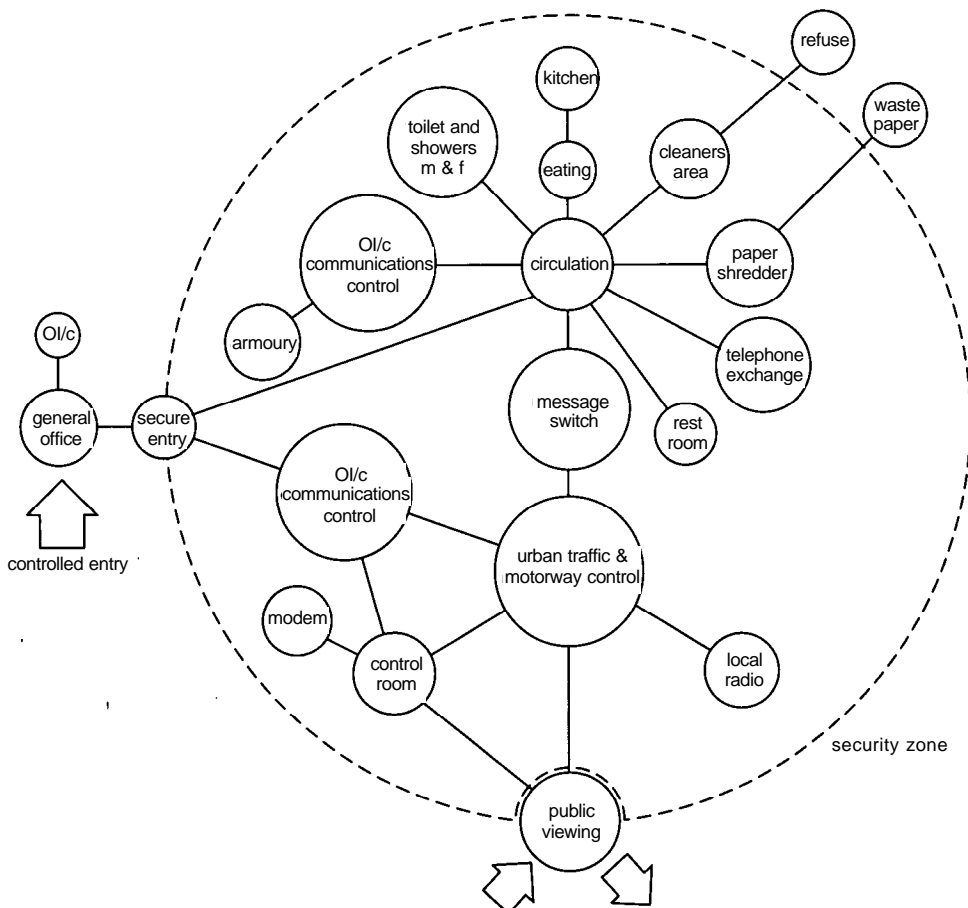 refuse
kitchen
waste
paper
toilet and
showers
m & f
cleaners
area
eating
OI/c
communications
control
circulation
paper
shredder
armoury
telephone
exchange
OI/c
general
office
secure
entry
message
switch
rest
room
OI/c
communications
control
controlled entry
urban traffic &
motorway control
modem
control
room
local
radio
security zone
public
viewing